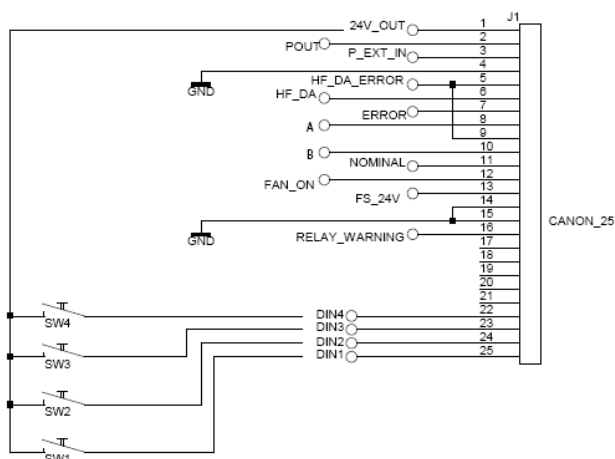 J1
24V_OUT 1
POUT 2
P_EXT_IN 3
GND 4
HF_DA_ERROR 5
HF_DA 6
ERROR 7
A 8
9
B 10
NOMINAL 11
FAN_ON 12
FS_24V 13
14
GND 15
RELAY_WARNING 16
CANON_25
17
18
19
20
21
SW4 DIN4 22
SW3 DIN3 23
SW2 DIN2 24
SW1 DIN1 25